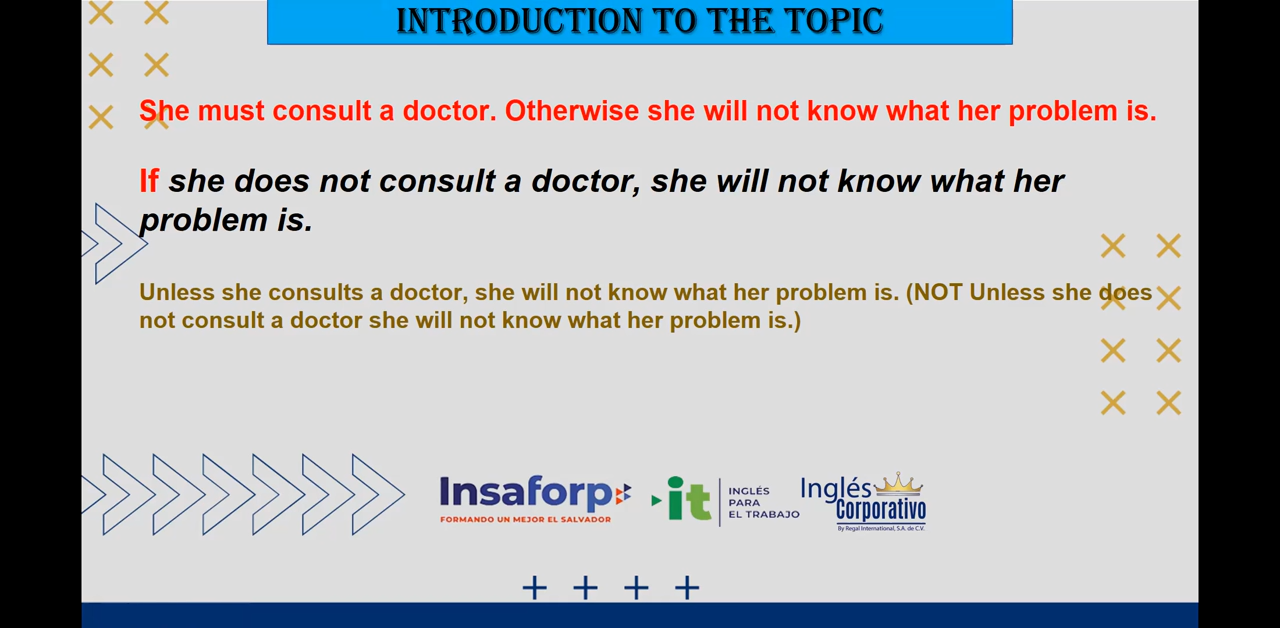 INTRODUCTION TO THE TOPIC
She must consult a doctor. Otherwise she will not know what her problem is.
If she does not consult a doctor, she will not know what her
problem is.
Unless she consults a doctor, she will not know what her problem is. (NOT Unless she does
not consult a doctor she will not know what her problem is.)
Insaforp
FORMANDO UN MEJOR EL SALVADOR
it
INGLÉS
PARA
EL TRABAJO
Inglés
Corporativo
By Regal International, S.A. de C.V.